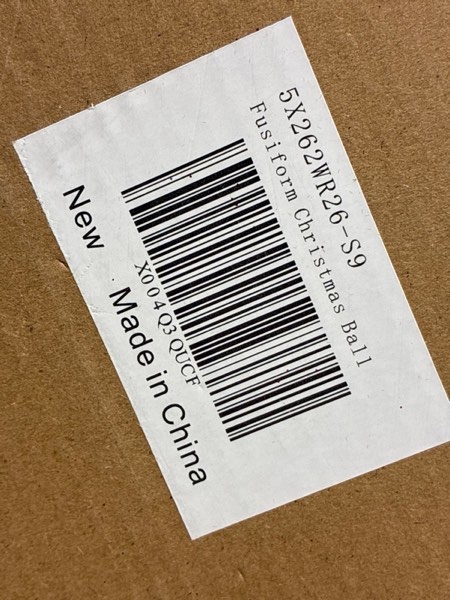 5X262WR26-S9
Fusiform Christmas Ball
X004Q3QUCF
New
Made in China